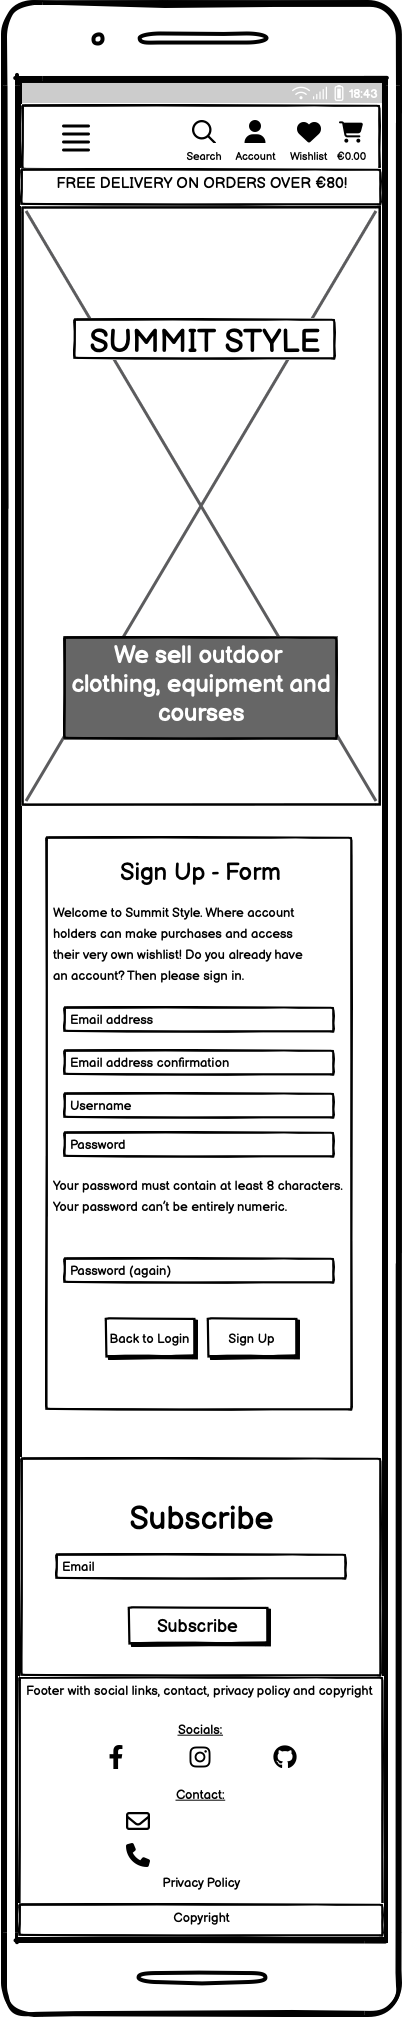 18:43
Search Account Wishlist €0.00
FREE DELIVERY ON ORDERS OVER €80!
SUMMIT STYLE
We sell outdoor
clothing, equipment and
courses
Sign Up - Form
Welcome to Summit Style. Where account
holders can make purchases and access
their very own wishlist! Do you already have
an account? Then please sign in.
Email address
Email address confirmation
Username
Password
Your password must contain at least 8 characters.
Your password can't be entirely numeric.
Password (again)
Back to Login Sign Up
Subscribe
Email
Subscribe
Footer with social links, contact, privacy policy and copyright
Socials:
Contact:
Privacy Policy
Copyright